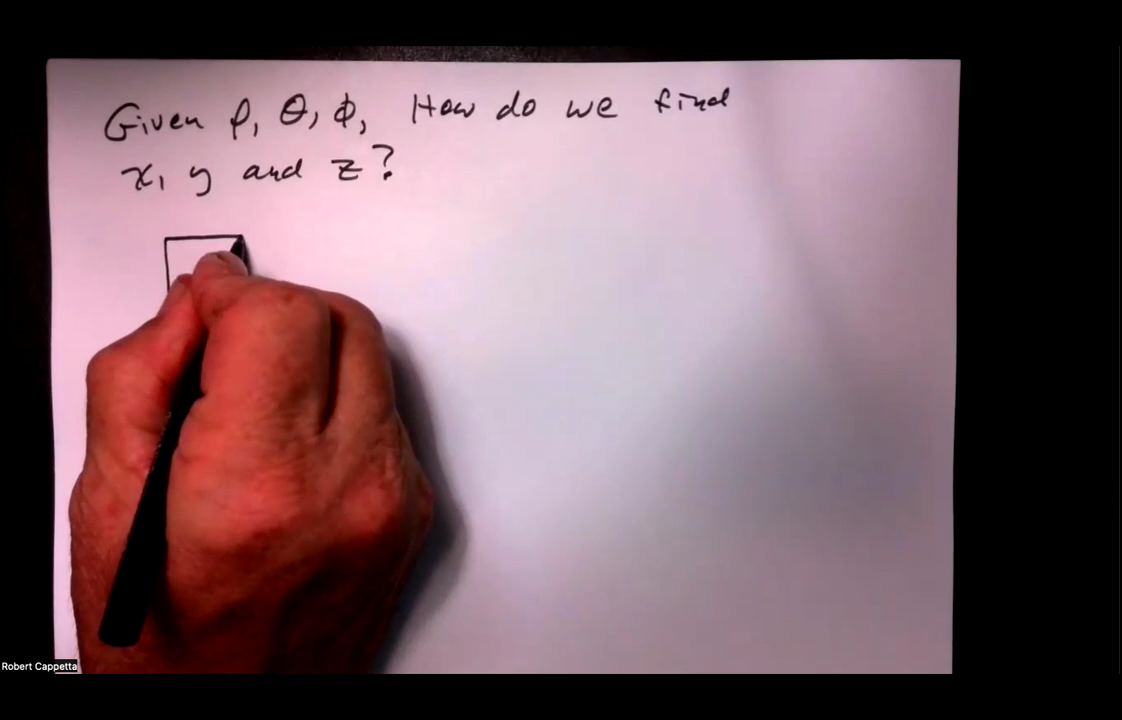 Given ρ, θ, φ, How do we find
x, y and z?
Robert Cappetta